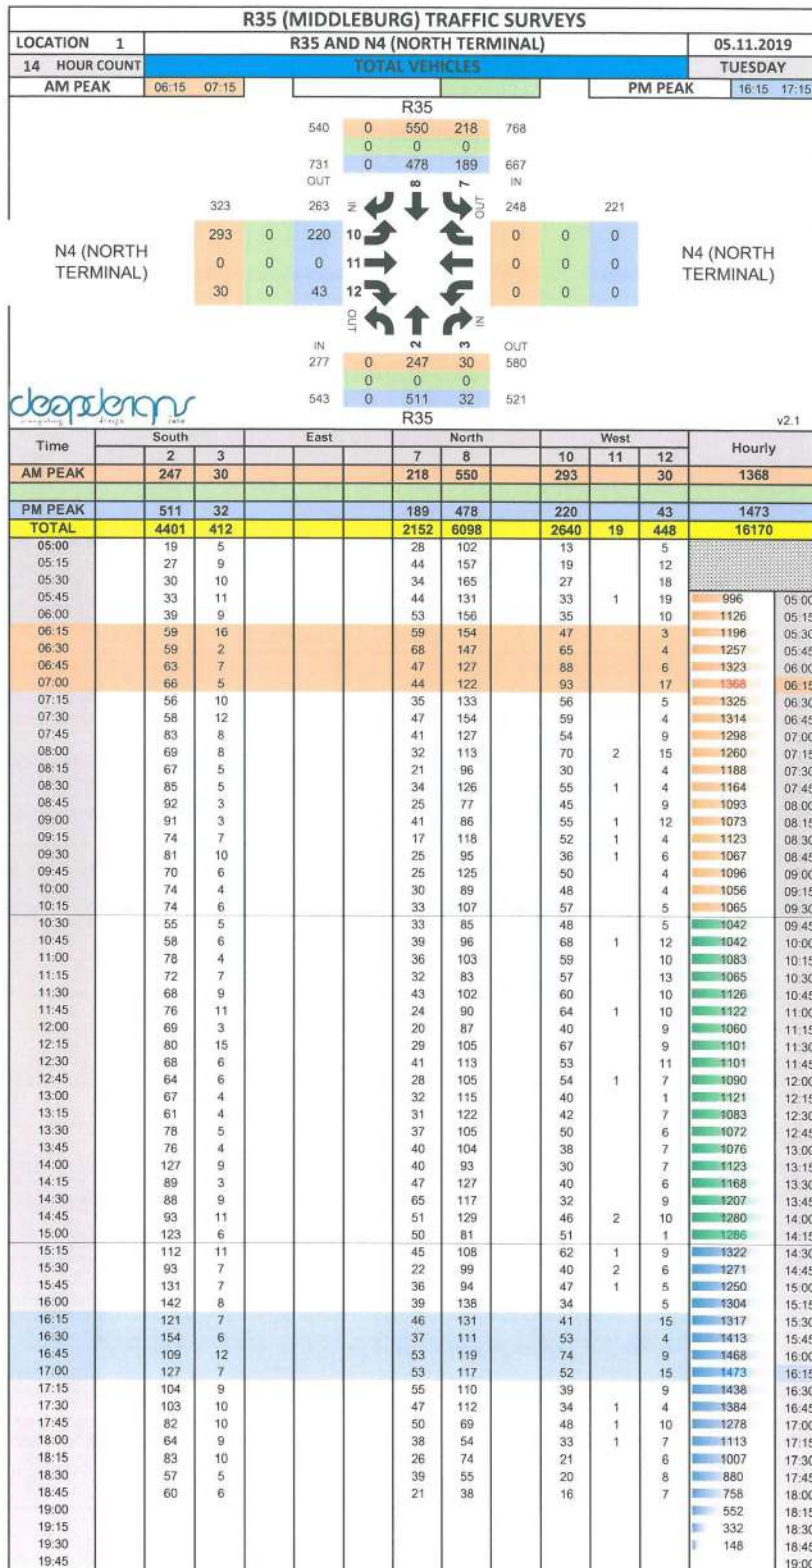 R35 (MIDDLEBURG) TRAFFIC SURVEYS
LOCATION 1 R35 AND N4 (NORTH TERMINAL) 05.11.2019
14 HOUR COUNT TOTAL VEHICLES TUESDAY
AM PEAK 06:15 07:15 PM PEAK 16:15 17:15
R35
540 0 550 218 768
0 0 0
731 0 478 189 667
OUT 8 7 IN
323 263 IN OUT 248 221
293 0 220 10 0 0 0
N4 (NORTH TERMINAL) 0 0 0 11 0 0 0 N4 (NORTH TERMINAL)
30 0 43 12 0 0 0
OUT IN
IN 2 3 OUT
277 0 247 30 580
0 0 0
543 0 511 32 521
deepdesigns R35 v2.1
Time South East North West Hourly
2 3 7 8 10 11 12
AM PEAK 247 30 218 550 293 30 1368
PM PEAK 511 32 189 478 220 43 1473
TOTAL 4401 412 2152 6098 2640 19 448 16170
05:00 19 5 28 102 13 5
05:15 27 9 44 157 19 12
05:30 30 10 34 165 27 18
05:45 33 11 44 131 33 1 19 996 05:00
06:00 39 9 53 156 35 10 1126 05:15
06:15 59 16 59 154 47 3 1196 05:30
06:30 59 2 68 147 65 4 1257 05:45
06:45 63 7 47 127 88 6 1323 06:00
07:00 66 5 44 122 93 17 1368 06:15
07:15 56 10 35 133 56 5 1325 06:30
07:30 58 12 47 154 59 4 1314 06:45
07:45 83 8 41 127 54 9 1298 07:00
08:00 69 8 32 113 70 2 15 1260 07:15
08:15 67 5 21 96 30 4 1188 07:30
08:30 85 5 34 126 55 1 4 1164 07:45
08:45 92 3 25 77 45 9 1093 08:00
09:00 91 3 41 86 55 1 12 1073 08:15
09:15 74 7 17 118 52 1 4 1123 08:30
09:30 81 10 25 95 36 1 6 1067 08:45
09:45 70 6 25 125 50 4 1096 09:00
10:00 74 4 30 89 48 4 1056 09:15
10:15 74 6 33 107 57 5 1065 09:30
10:30 55 5 33 85 48 5 1042 09:45
10:45 58 6 39 96 68 1 12 1042 10:00
11:00 78 4 36 103 59 10 1083 10:15
11:15 72 7 32 83 57 13 1065 10:30
11:30 68 9 43 102 60 10 1126 10:45
11:45 76 11 24 90 64 1 10 1122 11:00
12:00 69 3 20 87 40 9 1060 11:15
12:15 80 15 29 105 67 9 1101 11:30
12:30 68 6 41 113 53 11 1101 11:45
12:45 64 6 28 105 54 1 7 1090 12:00
13:00 67 4 32 115 40 1 1121 12:15
13:15 61 4 31 122 42 7 1083 12:30
13:30 78 5 37 105 50 6 1072 12:45
13:45 76 4 40 104 38 7 1076 13:00
14:00 127 9 40 93 30 7 1123 13:15
14:15 89 3 47 127 40 6 1168 13:30
14:30 88 9 65 117 32 9 1207 13:45
14:45 93 11 51 129 46 2 10 1280 14:00
15:00 123 6 50 81 51 1 1286 14:15
15:15 112 11 45 108 62 1 9 1322 14:30
15:30 93 7 22 99 40 2 6 1271 14:45
15:45 131 7 36 94 47 1 5 1250 15:00
16:00 142 8 39 138 34 5 1304 15:15
16:15 121 7 46 131 41 15 1317 15:30
16:30 154 6 37 111 53 4 1413 15:45
16:45 109 12 53 119 74 9 1468 16:00
17:00 127 7 53 117 52 15 1473 16:15
17:15 104 9 55 110 39 9 1438 16:30
17:30 103 10 47 112 34 1 4 1384 16:45
17:45 82 10 50 69 48 1 10 1278 17:00
18:00 64 9 38 54 33 1 7 1113 17:15
18:15 83 10 26 74 21 6 1007 17:30
18:30 57 5 39 55 20 8 880 17:45
18:45 60 6 21 38 16 7 758 18:00
19:00 552 18:15
19:15 332 18:30
19:30 148 18:45
19:45 19:00